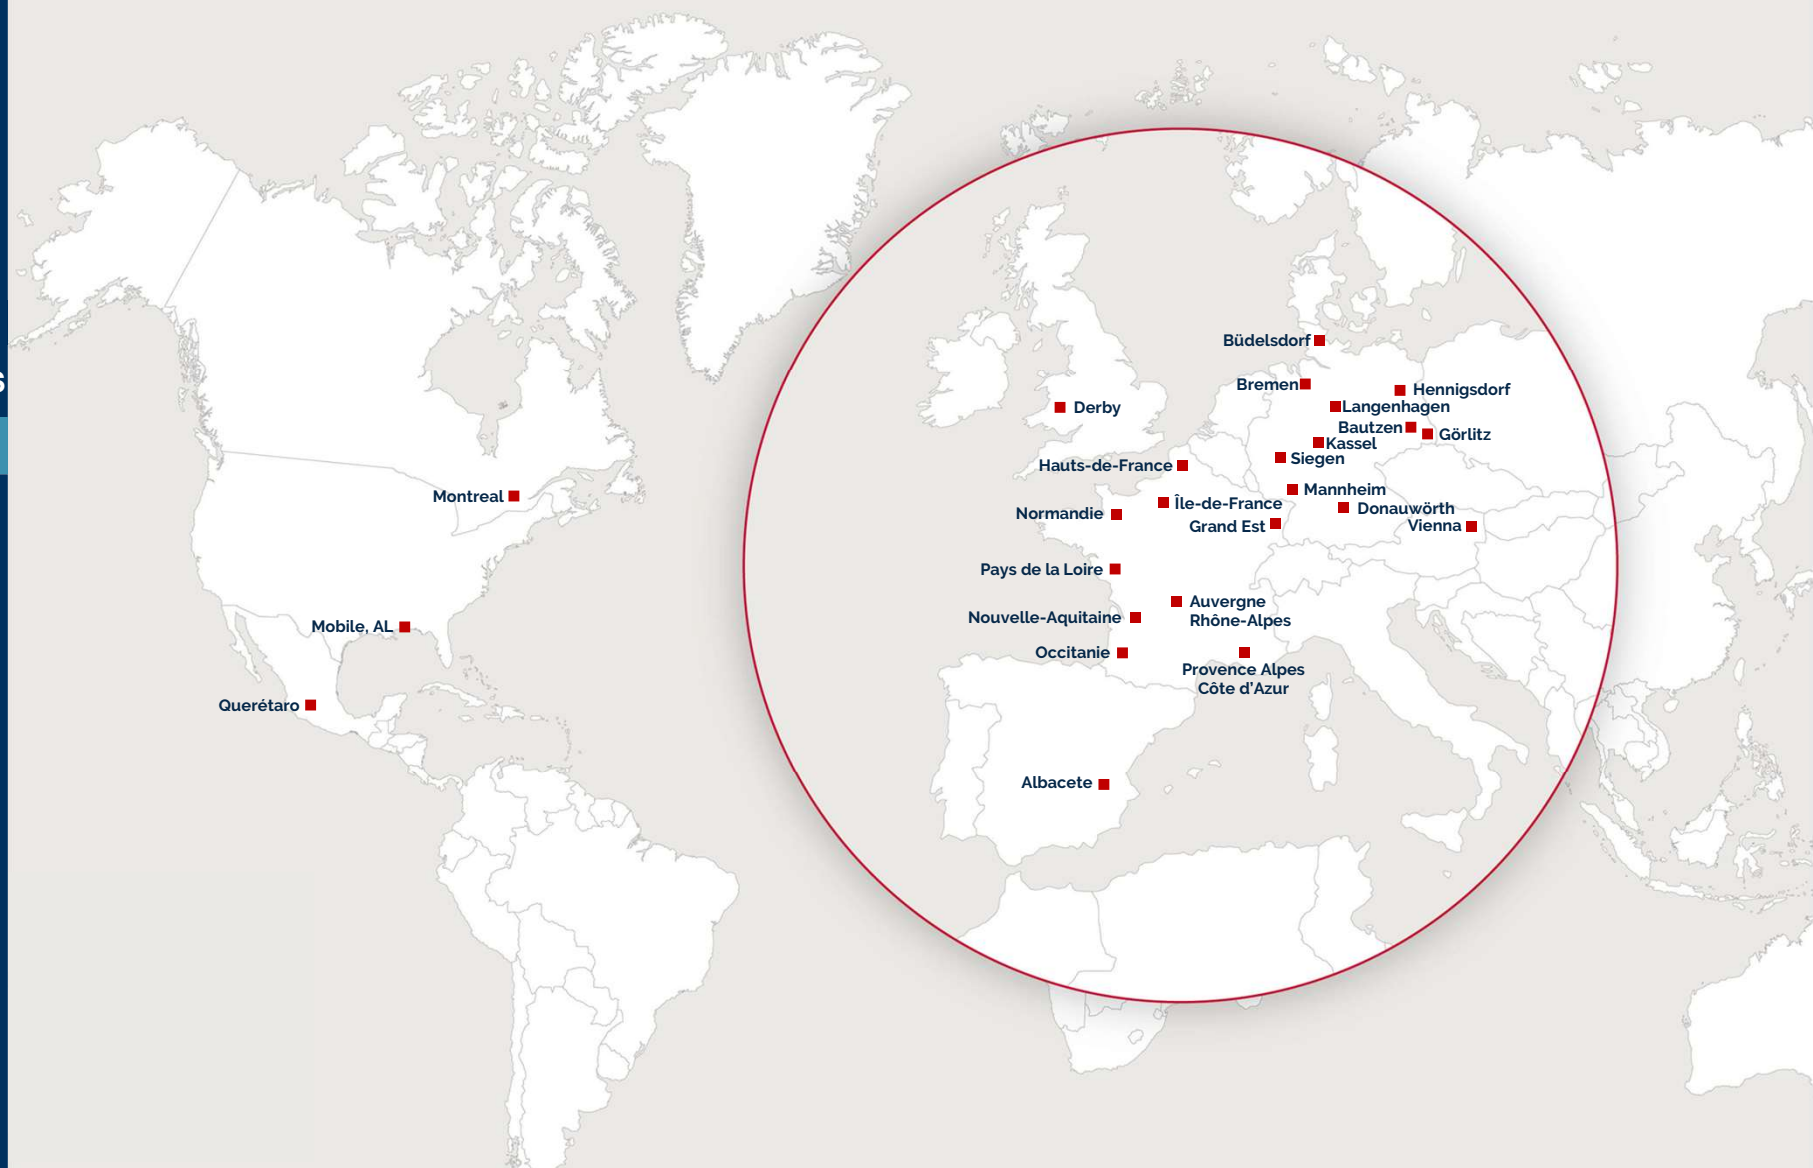 s
Montreal
Mobile, AL
Querétaro
Büdelsdorf
Bremen
Hennigsdorf
Langenhagen
Derby
Bautzen
Görlitz
Kassel
Siegen
Hauts-de-France
Mannheim
Île-de-France
Donauwörth
Normandie
Grand Est
Vienna
Pays de la Loire
Auvergne
Rhône-Alpes
Nouvelle-Aquitaine
Occitanie
Provence Alpes
Côte d'Azur
Albacete